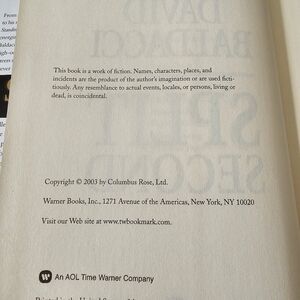 This book is a work of fiction. Names, characters, places, and
incidents are the product of the author's imagination or are used ficti-
tiously. Any resemblance to actual events, locales, or persons, living or
dead, is coincidental.
Copyright © 2003 by Columbus Rose, Ltd.
Warner Books, Inc., 1271 Avenue of the Americas, New York, NY 10020
Visit our Web site at www.twbookmark.com.
An AOL Time Warner Company